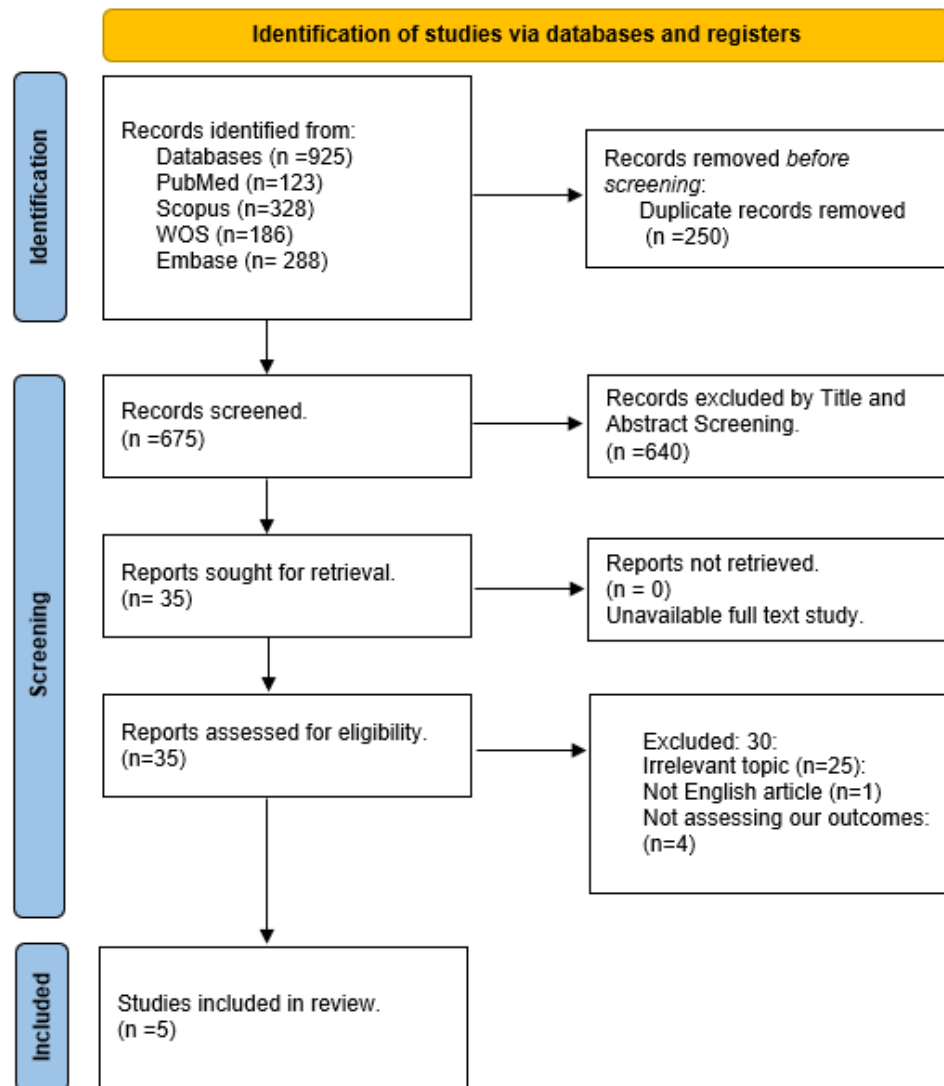 Identification of studies via databases and registers
Identification
Records identified from:
Databases (n =925)
PubMed (n=123)
Scopus (n=328)
WOS (n=186)
Embase (n= 288)
Records removed before
screening:
Duplicate records removed
(n =250)
Screening
Records screened.
(n =675)
Records excluded by Title and
Abstract Screening.
(n =640)
Reports sought for retrieval.
(n= 35)
Reports not retrieved.
(n = 0)
Unavailable full text study.
Reports assessed for eligibility.
(n=35)
Excluded: 30:
Irrelevant topic (n=25):
Not English article (n=1)
Not assessing our outcomes:
(n=4)
Included
Studies included in review.
(n =5)